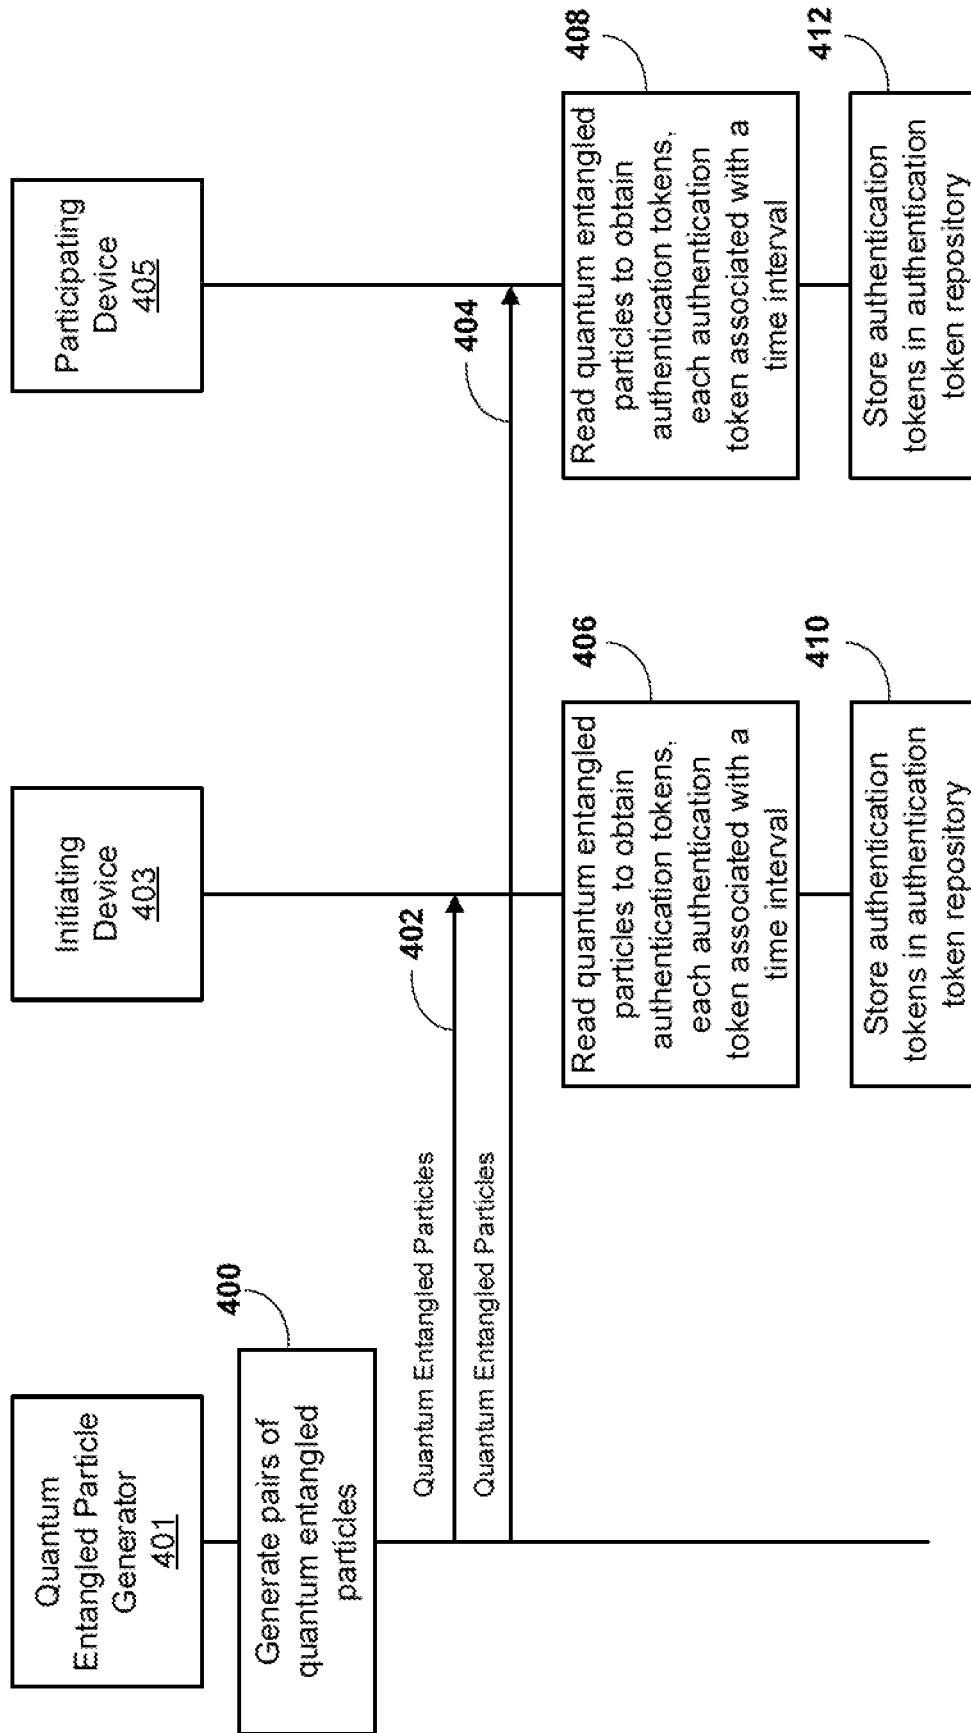 Quantum
Entangled Particle
Generator
401
Initiating
Device
403
Participating
Device
405
400
Generate pairs of
quantum entangled
particles
Quantum Entangled Particles
402
Quantum Entangled Particles
404
406
Read quantum entangled
particles to obtain
authentication tokens,
each authentication
token associated with a
time interval
408
Read quantum entangled
particles to obtain
authentication tokens,
each authentication
token associated with a
time interval
410
Store authentication
tokens in authentication
token repository
412
Store authentication
tokens in authentication
token repository